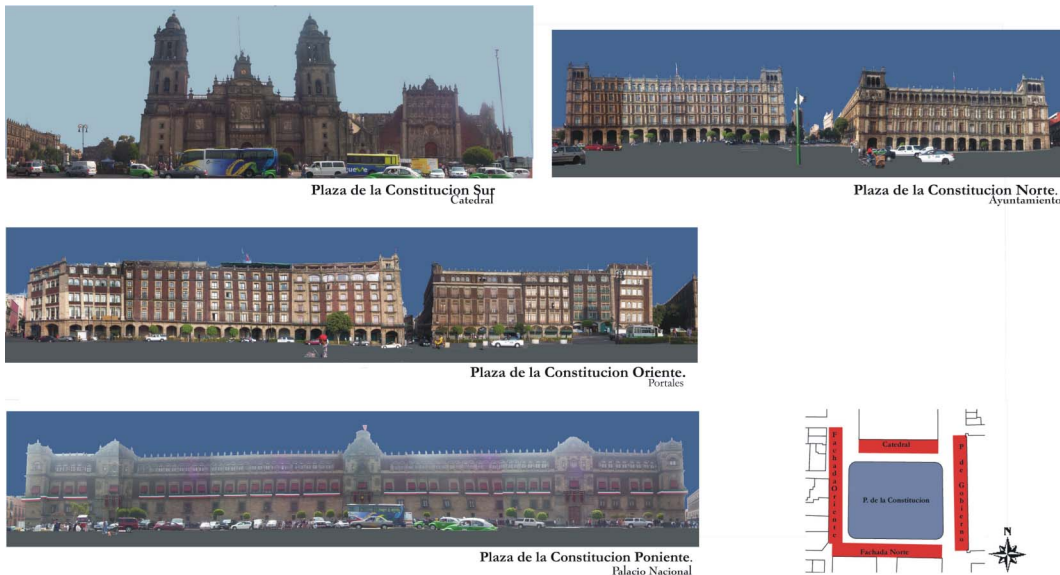 Plaza de la Constitucion Sur
Catedral
Plaza de la Constitucion Norte.
Ayuntamiento
Plaza de la Constitucion Oriente.
Portales
Plaza de la Constitucion Poniente.
Palacio Nacional
Catedral
Fachada Oriente
P. de la Constitucion
P. de Gobierno
Fachada Norte
N